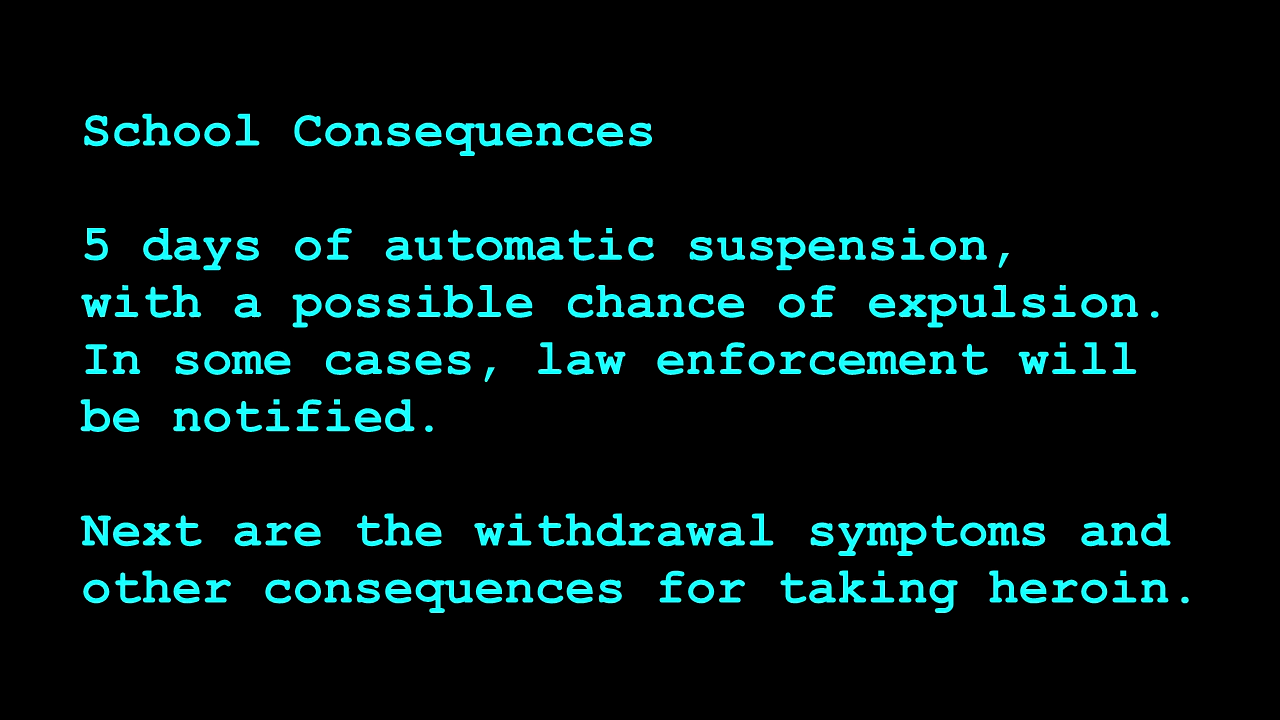 School Consequences
5 days of automatic suspension,
with a possible chance of expulsion.
In some cases, law enforcement will
be notified.
Next are the withdrawal symptoms and
other consequences for taking heroin.